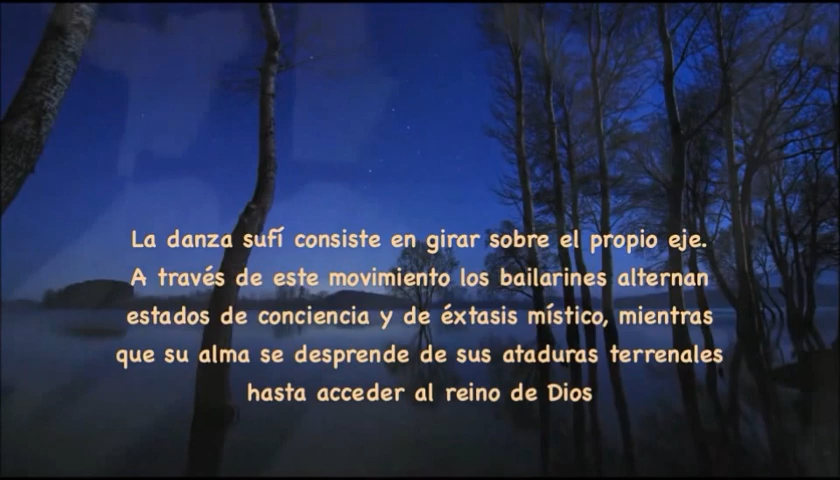 La danza sufí consiste en girar sobre el propio eje.
A través de este movimiento los bailarines alternan
estados de conciencia y de éxtasis místico, mientras
que su alma se desprende de sus ataduras terrenales
hasta acceder al reino de Dios